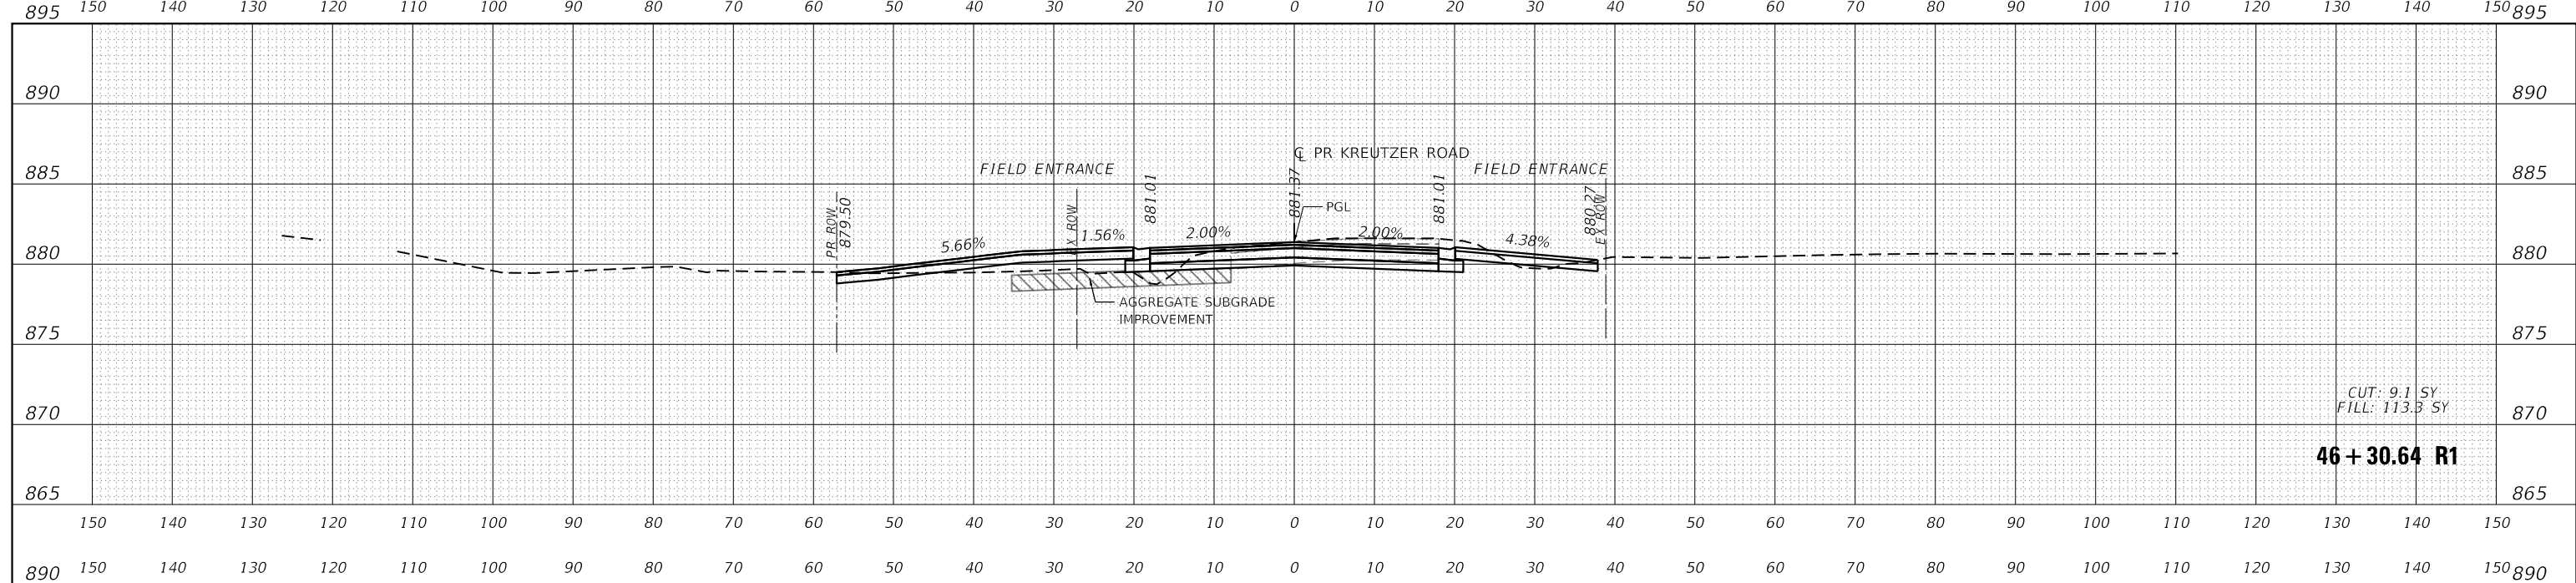 150 140 130 120 110 100 90 80 70 60 50 40 30 20 10 0 10 20 30 40 50 60 70 80 90 100 110 120 130 140 150
895 895
890 890
885 885
880 880
875 875
870 870
865 865
℄ PR KREUTZER ROAD
FIELD ENTRANCE
FIELD ENTRANCE
PR ROW
879.50
EX ROW
881.01
881.37
PGL
881.01
880.27
EX ROW
5.66%
1.56%
2.00%
2.00%
4.38%
AGGREGATE SUBGRADE
IMPROVEMENT
CUT: 9.1 SY
FILL: 113.3 SY
46+30.64 R1
150 140 130 120 110 100 90 80 70 60 50 40 30 20 10 0 10 20 30 40 50 60 70 80 90 100 110 120 130 140 150
890 150 140 130 120 110 100 90 80 70 60 50 40 30 20 10 0 10 20 30 40 50 60 70 80 90 100 110 120 130 140 150 890